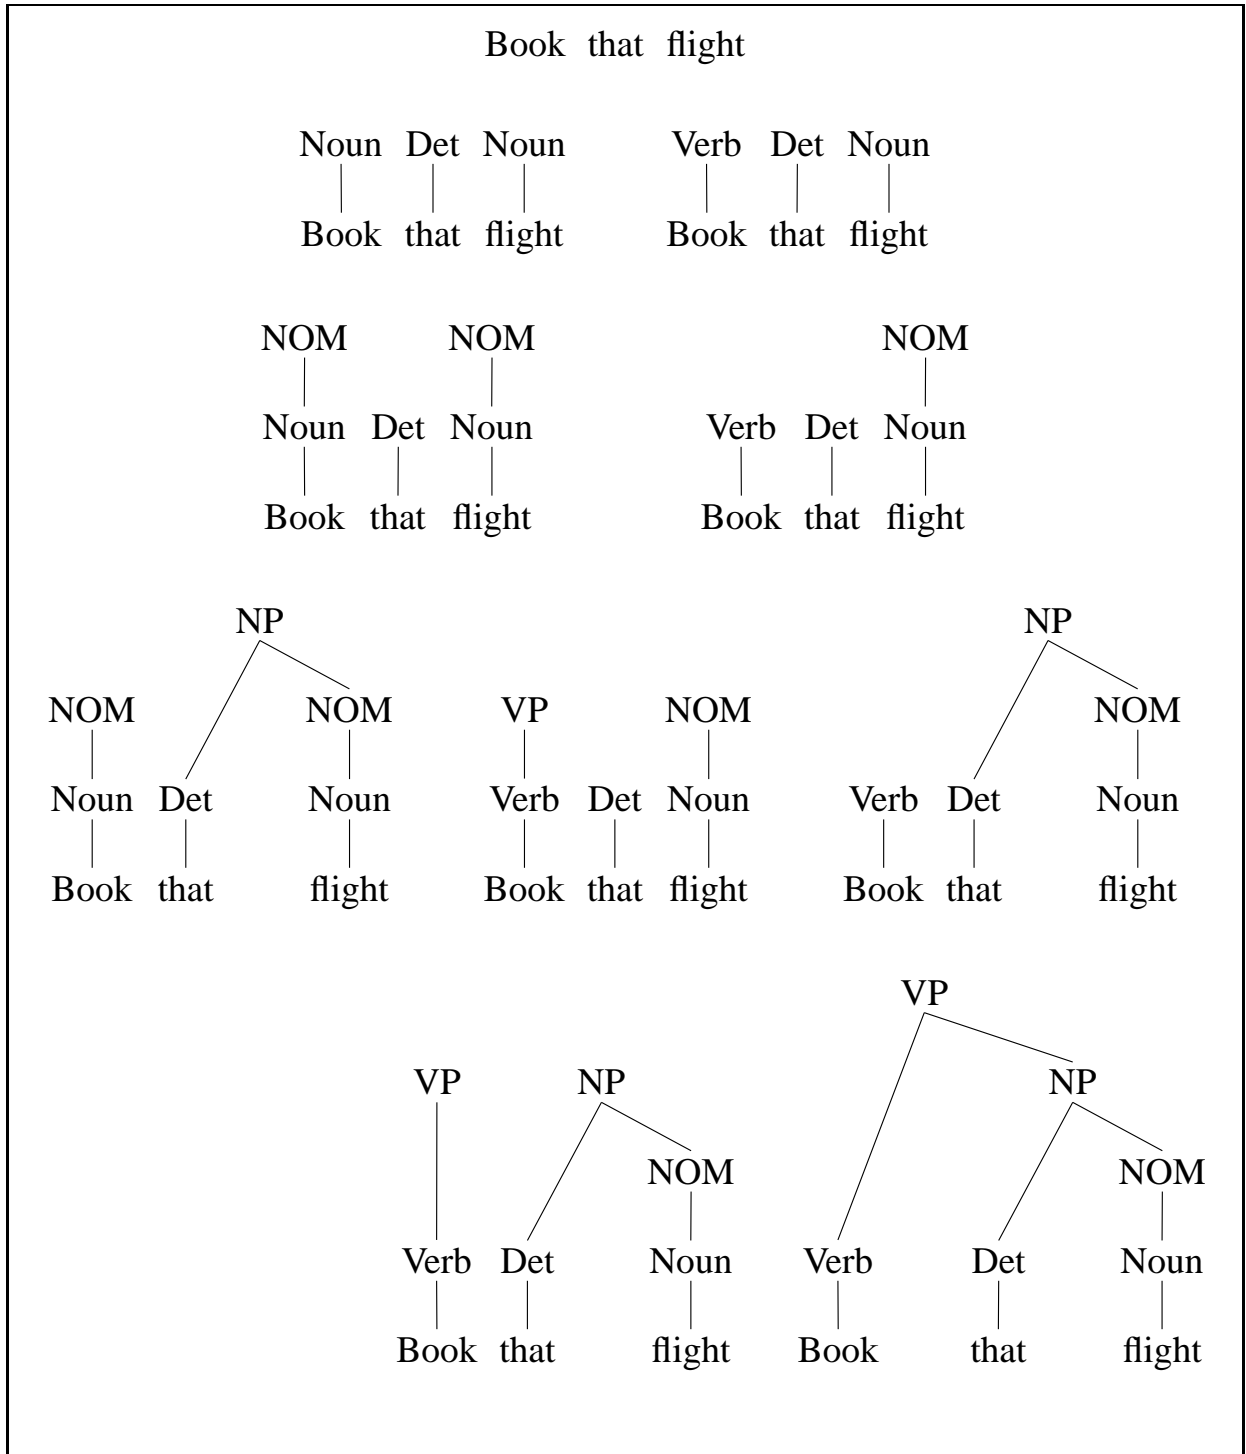 Book that flight
Noun Det Noun Verb Det Noun
Book that flight Book that flight
NOM NOM NOM
Noun Det Noun Verb Det Noun
Book that flight Book that flight
NP NP
NOM NOM VP NOM NOM
Noun Det Noun Verb Det Noun Verb Det Noun
Book that flight Book that flight Book that flight
VP
VP NP NP
NOM NOM
Verb Det Noun Verb Det Noun
Book that flight Book that flight